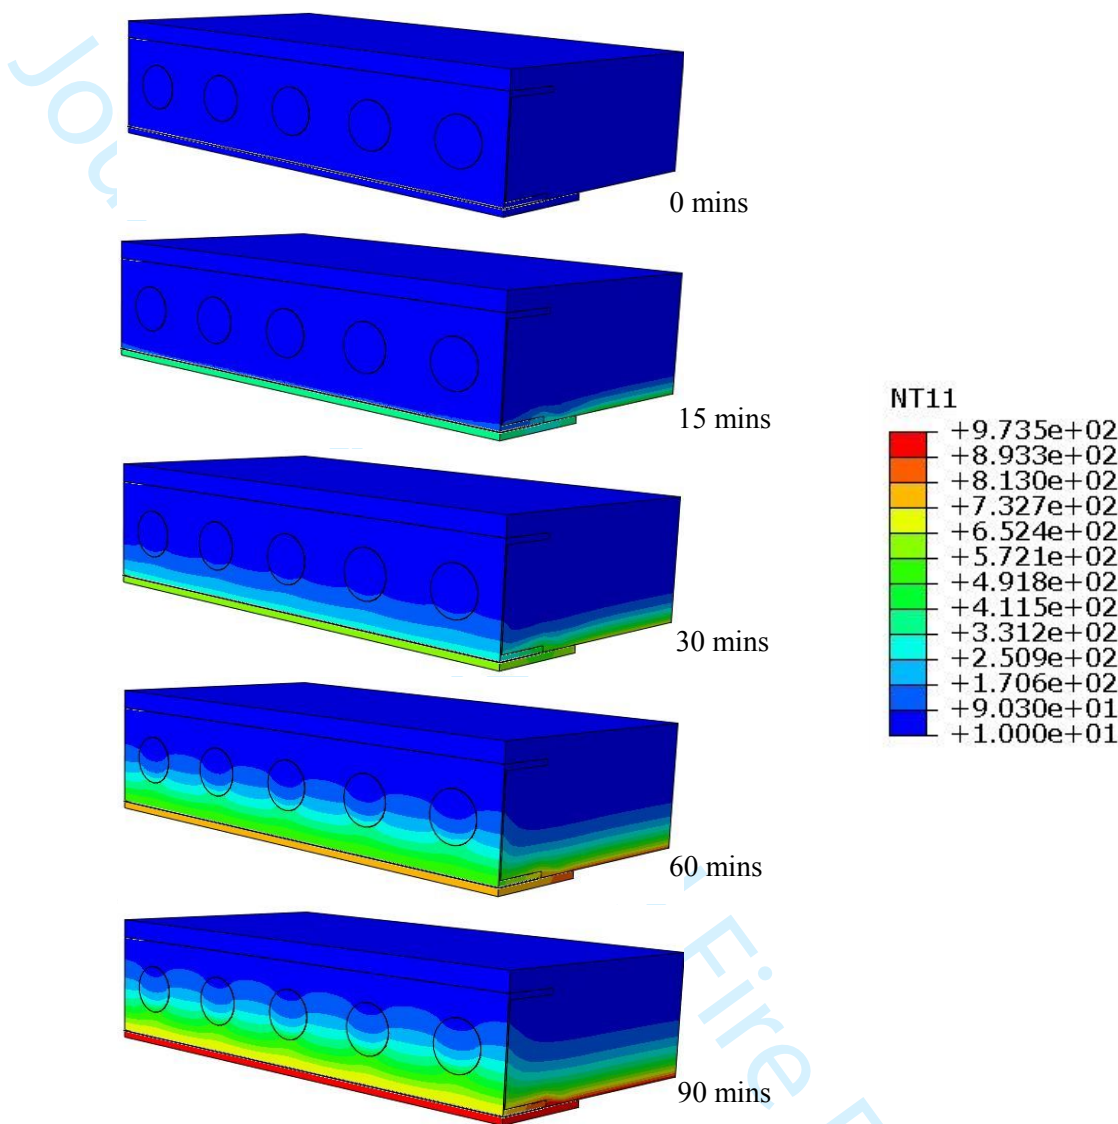 Jou
0 mins
15 mins
30 mins
60 mins
90 mins
NT11
+9.735e+02
+8.933e+02
+8.130e+02
+7.327e+02
+6.524e+02
+5.721e+02
+4.918e+02
+4.115e+02
+3.312e+02
+2.509e+02
+1.706e+02
+9.030e+01
+1.000e+01
Fire